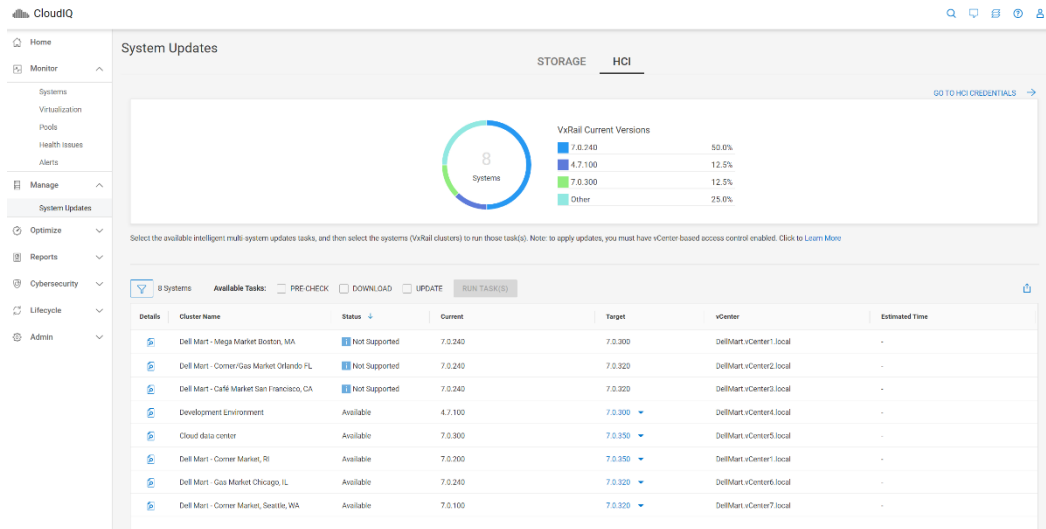 CloudIQ
Home
Monitor
Systems
Virtualization
Pools
Health Issues
Alerts
Manage
System Updates
Optimize
Reports
Cybersecurity
Lifecycle
Admin
System Updates
STORAGE HCI
GO TO HCI CREDENTIALS
8
Systems
VxRail Current Versions
7.0.240 50.0%
4.7.100 12.5%
7.0.300 12.5%
Other 25.0%
Select the available intelligent multi-system updates tasks, and then select the systems (VxRail clusters) to run those task(s). Note: to apply updates, you must have vCenter-based access control enabled. Click to Learn More
8 Systems Available Tasks: PRE-CHECK DOWNLOAD UPDATE RUN TASK(S)
Details Cluster Name Status Current Target vCenter Estimated Time
Dell Mart - Mega Market Boston, MA Not Supported 7.0.240 7.0.300 DellMart.vCenter1.local -
Dell Mart - Corner/Gas Market Orlando FL Not Supported 7.0.240 7.0.320 DellMart.vCenter2.local -
Dell Mart - Café Market San Francisco, CA Not Supported 7.0.240 7.0.320 DellMart.vCenter3.local -
Development Environment Available 4.7.100 7.0.300 DellMart.vCenter4.local -
Cloud data center Available 7.0.300 7.0.350 DellMart.vCenter5.local -
Dell Mart - Corner Market, RI Available 7.0.200 7.0.350 DellMart.vCenter1.local -
Dell Mart - Gas Market Chicago, IL Available 7.0.240 7.0.320 DellMart.vCenter6.local -
Dell Mart - Corner Market, Seattle, WA Available 7.0.100 7.0.320 DellMart.vCenter7.local -